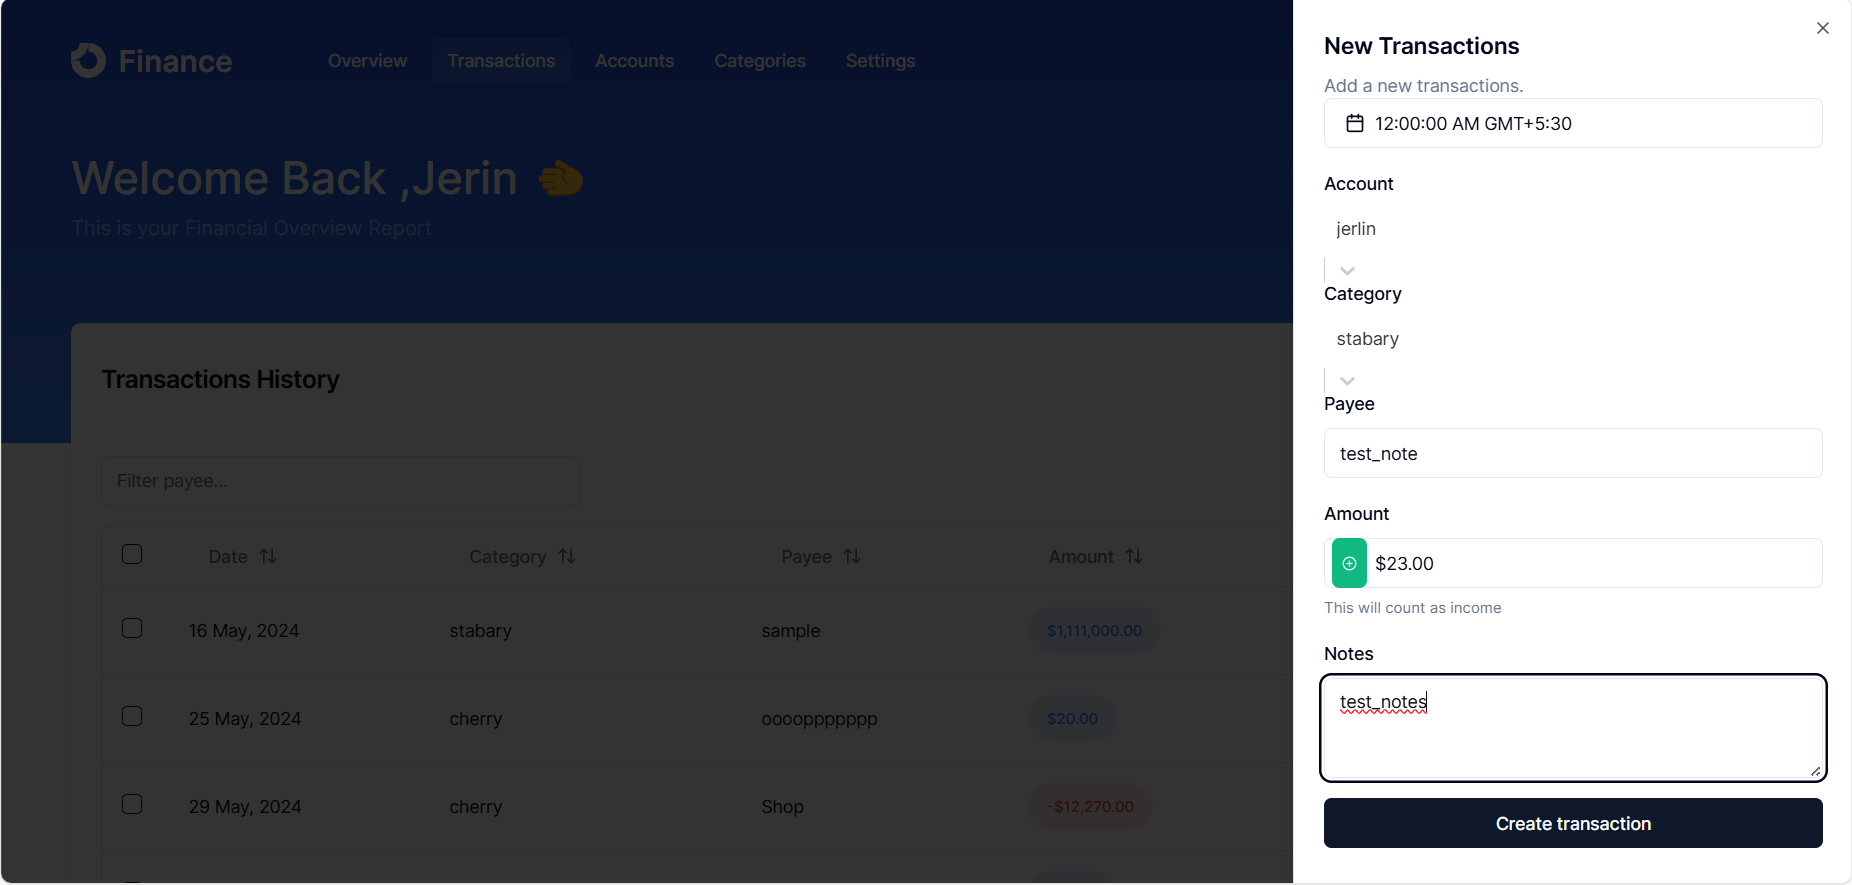 Finance
Overview
Transactions
Accounts
Categories
Settings
Welcome Back ,Jerin
This is your Financial Overview Report
Transactions History
Filter payee...
Date Category Payee Amount
16 May, 2024 stabary sample $1,111,000.00
25 May, 2024 cherry ooooppppppp $20.00
29 May, 2024 cherry Shop -$12,270.00
New Transactions
Add a new transactions.
12:00:00 AM GMT+5:30
Account
jerlin
Category
stabary
Payee
test_note
Amount
$23.00
This will count as income
Notes
test_notes
Create transaction